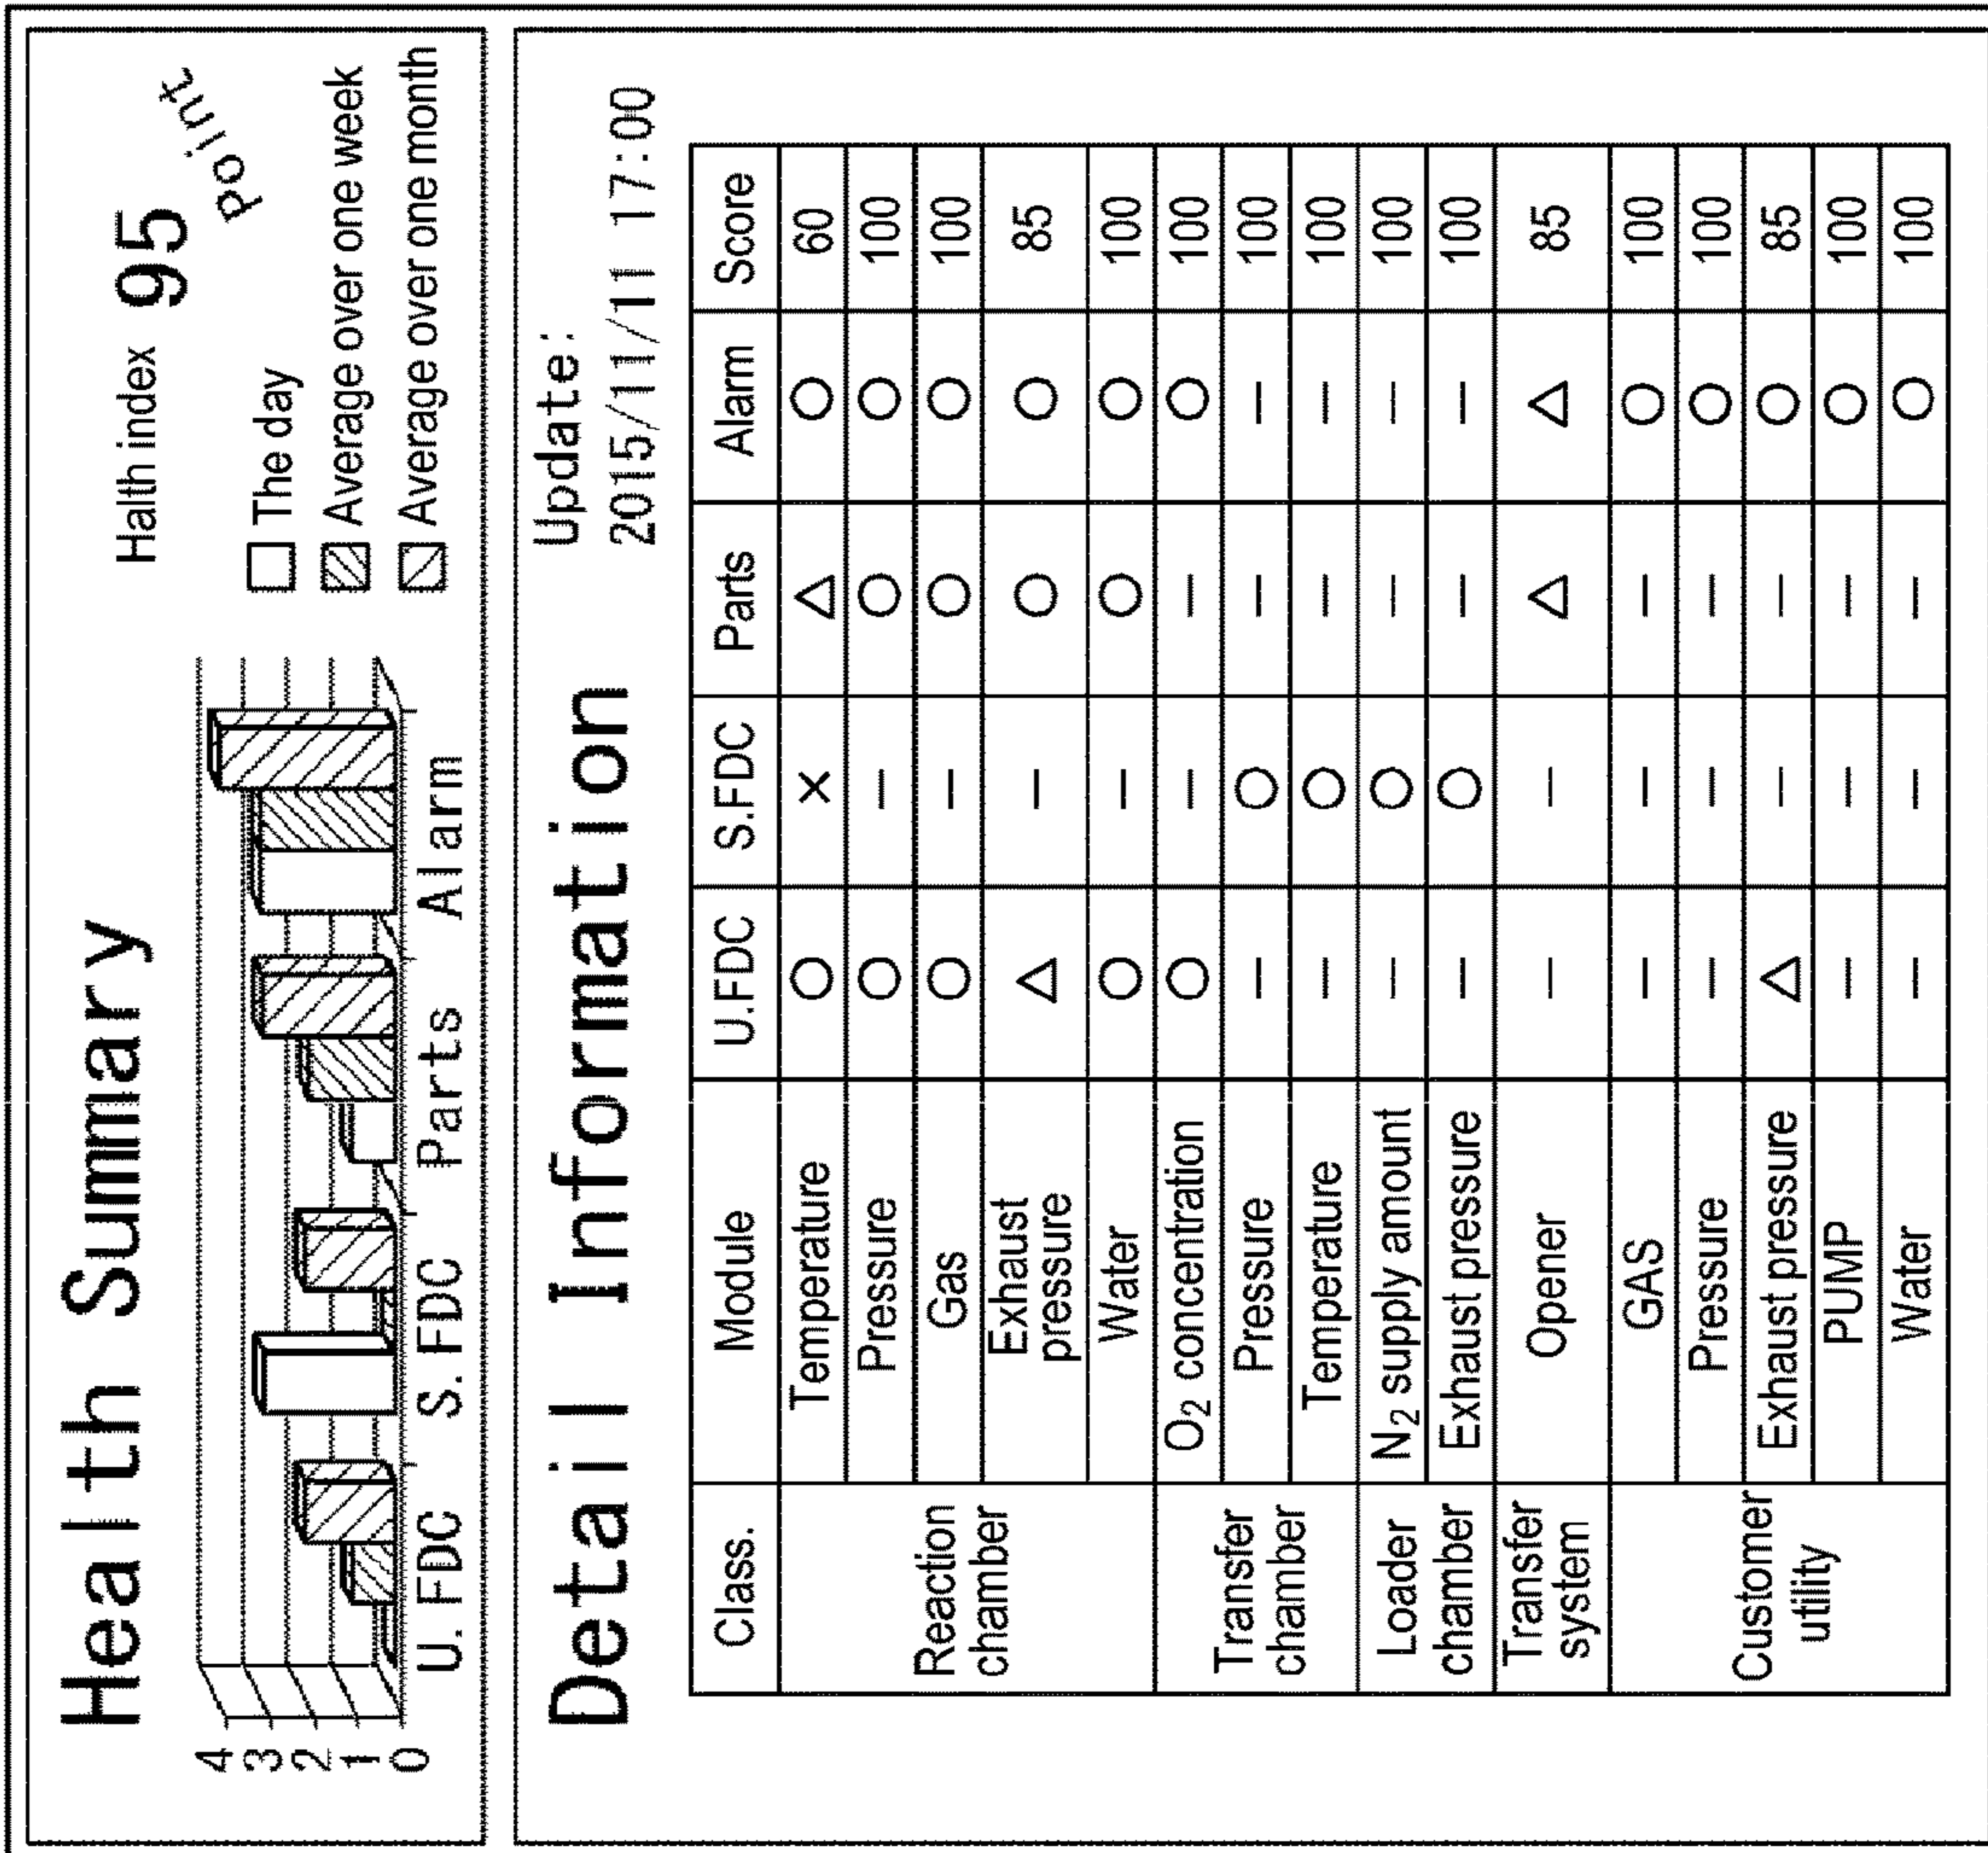 Health Summary
Halth index 95 point
The day
Average over one week
Average over one month
4
3
2
1
0
U.FDC S.FDC Parts Alarm
Detail Information
Update:
2015/11/11 17:00
Class. Module U.FDC S.FDC Parts Alarm Score
Reaction chamber
Temperature ○ × △ ○ 60
Pressure ○ – ○ ○ 100
Gas ○ – ○ ○ 100
Exhaust pressure △ – ○ ○ 85
Water ○ – ○ ○ 100
Transfer chamber
O₂ concentration ○ – – ○ 100
Pressure – ○ – – 100
Temperature – ○ – – 100
Loader chamber
N₂ supply amount – ○ – – 100
Exhaust pressure – ○ – – 100
Transfer system
Opener – – △ △ 85
Customer utility
GAS – – – ○ 100
Pressure – – – ○ 100
Exhaust pressure △ – – ○ 85
PUMP – – – ○ 100
Water – – – ○ 100